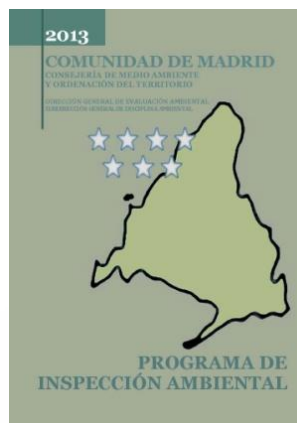 2013
COMUNIDAD DE MADRID
CONSEJERÍA DE MEDIO AMBIENTE
Y ORDENACIÓN DEL TERRITORIO
DIRECCIÓN GENERAL DE EVALUACIÓN AMBIENTAL
SUBDIRECCIÓN GENERAL DE DISCIPLINA AMBIENTAL
PROGRAMA DE
INSPECCIÓN AMBIENTAL